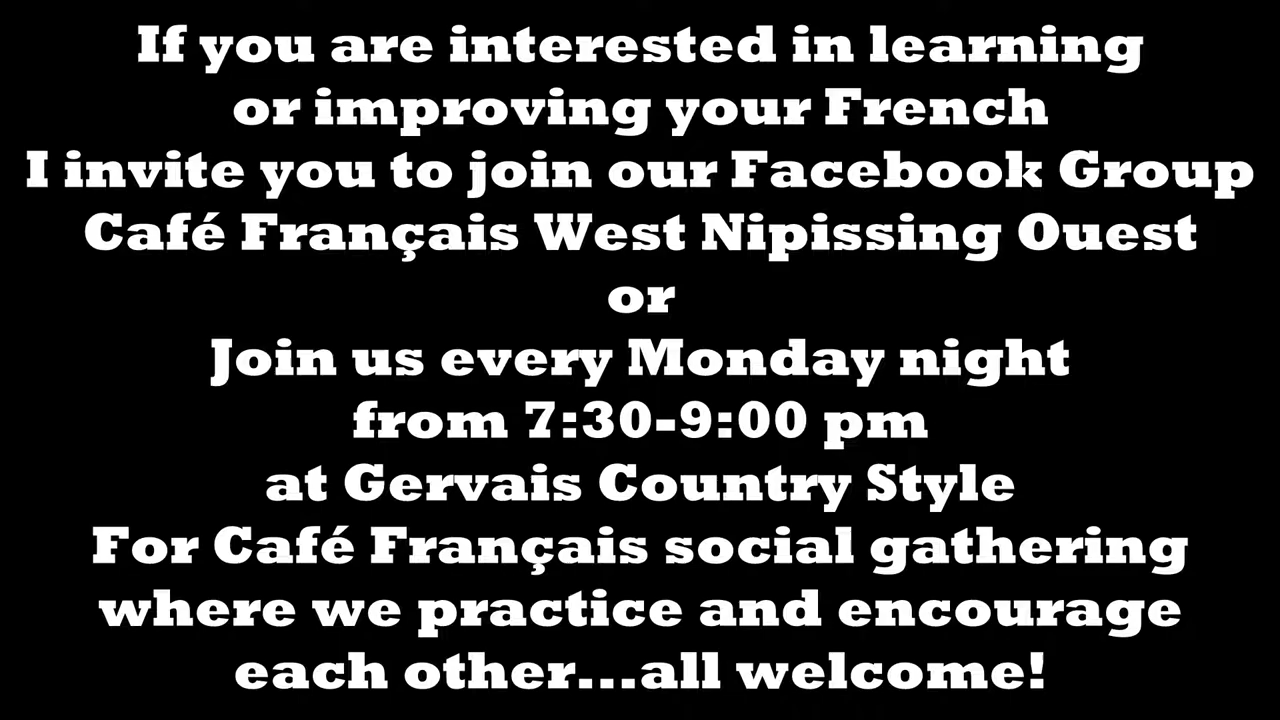 If you are interested in learning
or improving your French
I invite you to join our Facebook Group
Café Français West Nipissing Ouest
or
Join us every Monday night
from 7:30-9:00 pm
at Gervais Country Style
For Café Français social gathering
where we practice and encourage
each other...all welcome!